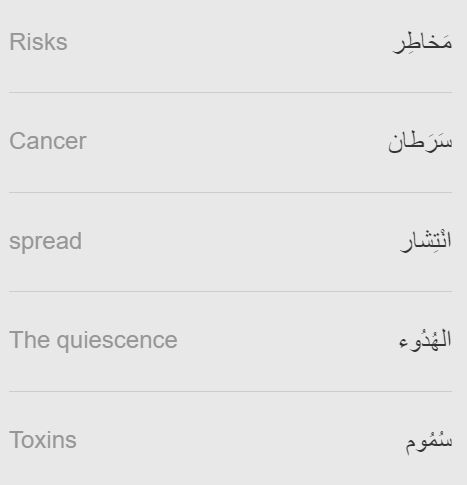 Risks مَخاطِر
Cancer سَرَطان
spread انْتِشار
The quiescence الهُدُوء
Toxins سُمُوم